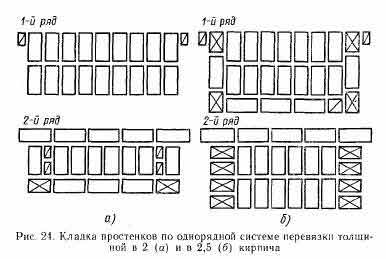 1-й ряд
1-й ряд
2-й ряд
2-й ряд
а)
б)
Рис. 24. Кладка простенков по однорядной системе перевязки толщи-
ной в 2 (а) и в 2,5 (б) кирпича